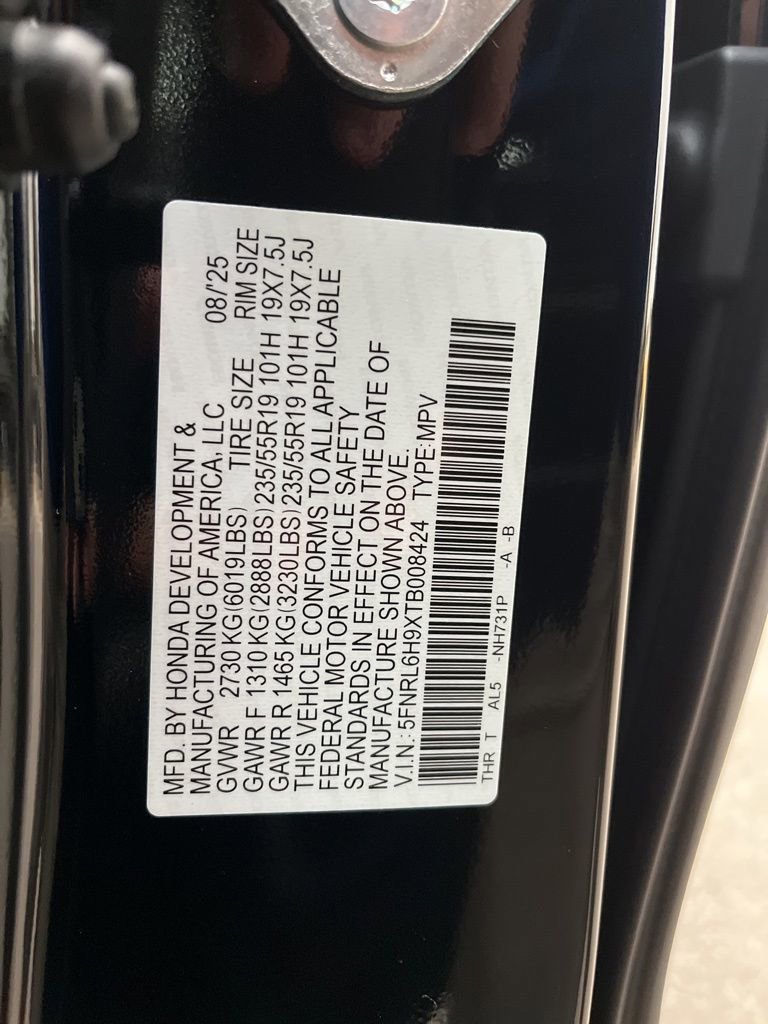 MFD. BY HONDA DEVELOPMENT &
MANUFACTURING OF AMERICA, LLC 08/'25
GVWR 2730 KG(6019LBS) TIRE SIZE RIM SIZE
GAWR F 1310 KG(2888LBS) 235/55R19 101H 19X7.5J
GAWR R 1465 KG(3230LBS) 235/55R19 101H 19X7.5J
THIS VEHICLE CONFORMS TO ALL APPLICABLE
FEDERAL MOTOR VEHICLE SAFETY
STANDARDS IN EFFECT ON THE DATE OF
MANUFACTURE SHOWN ABOVE.
V.I.N.: 5FNRL6H9XTB008424 TYPE: MPV
THR T AL5 -NH731P -A -B